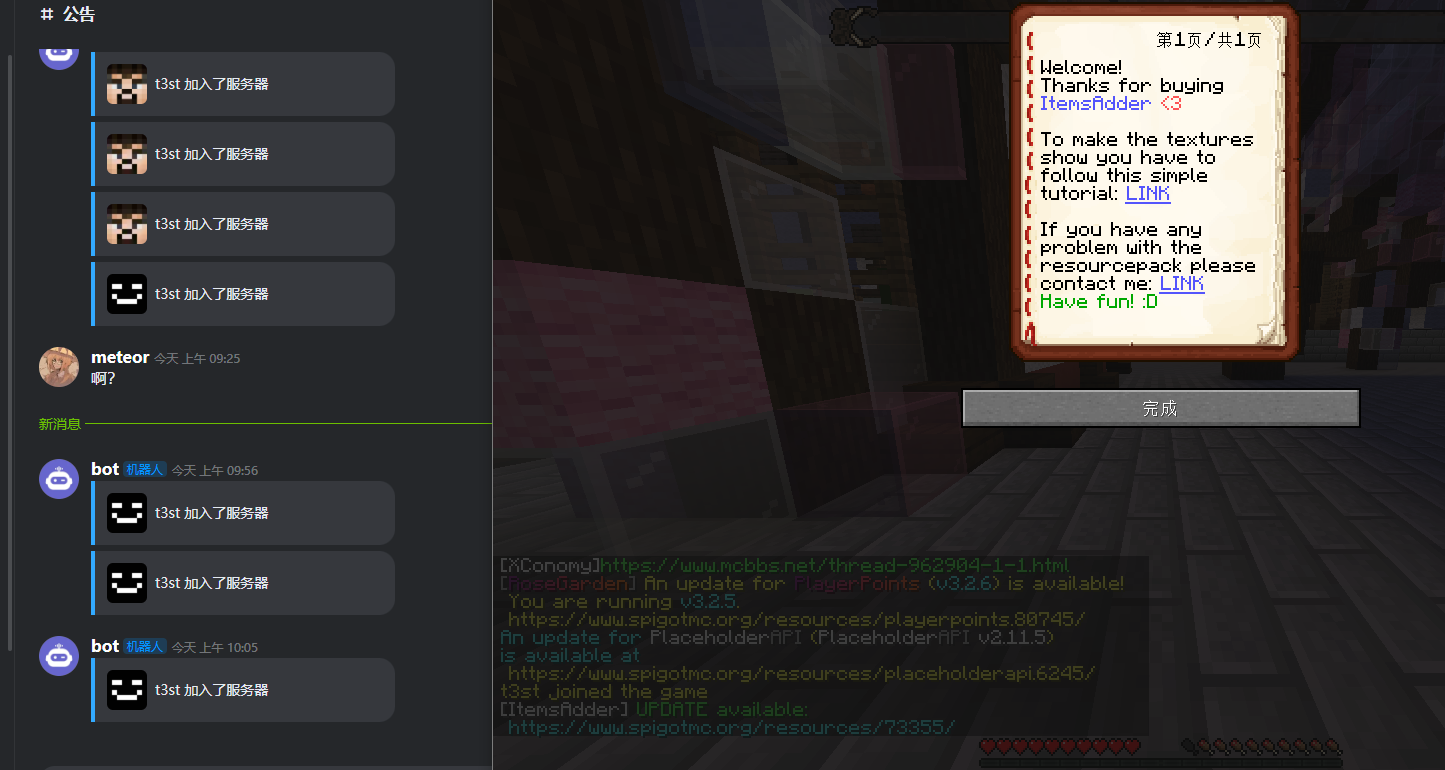 # 公告
t3st 加入了服务器
t3st 加入了服务器
t3st 加入了服务器
t3st 加入了服务器
meteor 今天 上午 09:25
啊？
新消息
bot 机器人 今天 上午 09:56
t3st 加入了服务器
t3st 加入了服务器
bot 机器人 今天 上午 10:05
t3st 加入了服务器
第1页/共1页
Welcome!
Thanks for buying
ItemsAdder <3
To make the textures
show you have to
follow this simple
tutorial: LINK
If you have any
problem with the
resourcepack please
contact me: LINK
Have fun! :D
完成
[XConomy]https://www.mcbbs.net/thread-962904-1-1.html
[RoseGarden] An update for PlayerPoints (v3.2.6) is available!
You are running v3.2.5.
https://www.spigotmc.org/resources/playerpoints.80745/
An update for PlaceholderAPI (PlaceholderAPI v2.11.5)
is available at
https://www.spigotmc.org/resources/placeholderapi.6245/
t3st joined the game
[ItemsAdder] UPDATE available:
https://www.spigotmc.org/resources/73355/